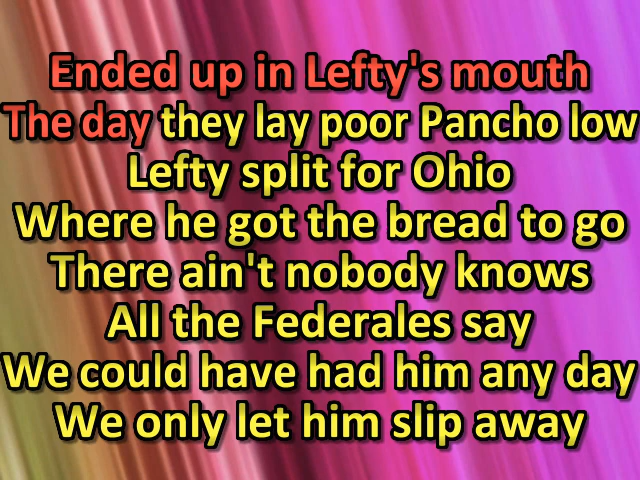 Ended up in Lefty's mouth
The day they lay poor Pancho low
Lefty split for Ohio
Where he got the bread to go
There ain't nobody knows
All the Federales say
We could have had him any day
We only let him slip away